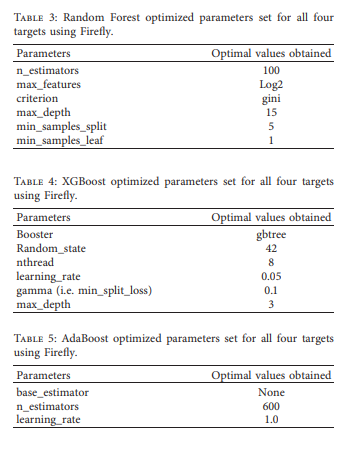 TABLE 3: Random Forest optimized parameters set for all four
targets using Firefly.
Parameters Optimal values obtained
n_estimators 100
max_features Log2
criterion gini
max_depth 15
min_samples_split 5
min_samples_leaf 1
TABLE 4: XGBoost optimized parameters set for all four targets
using Firefly.
Parameters Optimal values obtained
Booster gbtree
Random_state 42
nthread 8
learning_rate 0.05
gamma (i.e. min_split_loss) 0.1
max_depth 3
TABLE 5: AdaBoost optimized parameters set for all four targets
using Firefly.
Parameters Optimal values obtained
base_estimator None
n_estimators 600
learning_rate 1.0